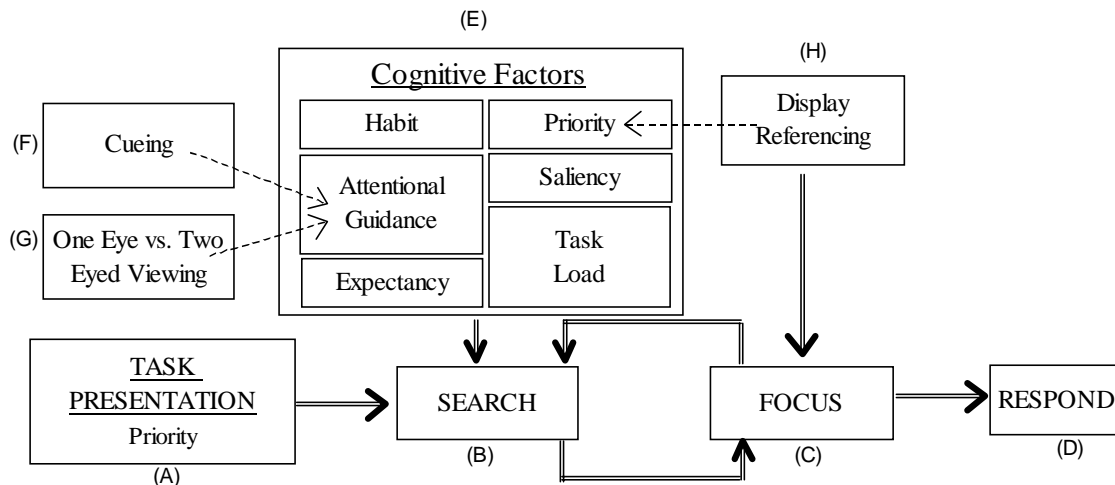 (E)
Cognitive Factors
(H)
Habit
Priority
Display
Referencing
(F)
Cueing
Attentional
Guidance
Saliency
(G)
One Eye vs. Two
Eyed Viewing
Task
Load
Expectancy
TASK
PRESENTATION
Priority
(A)
SEARCH
(B)
FOCUS
(C)
RESPOND
(D)